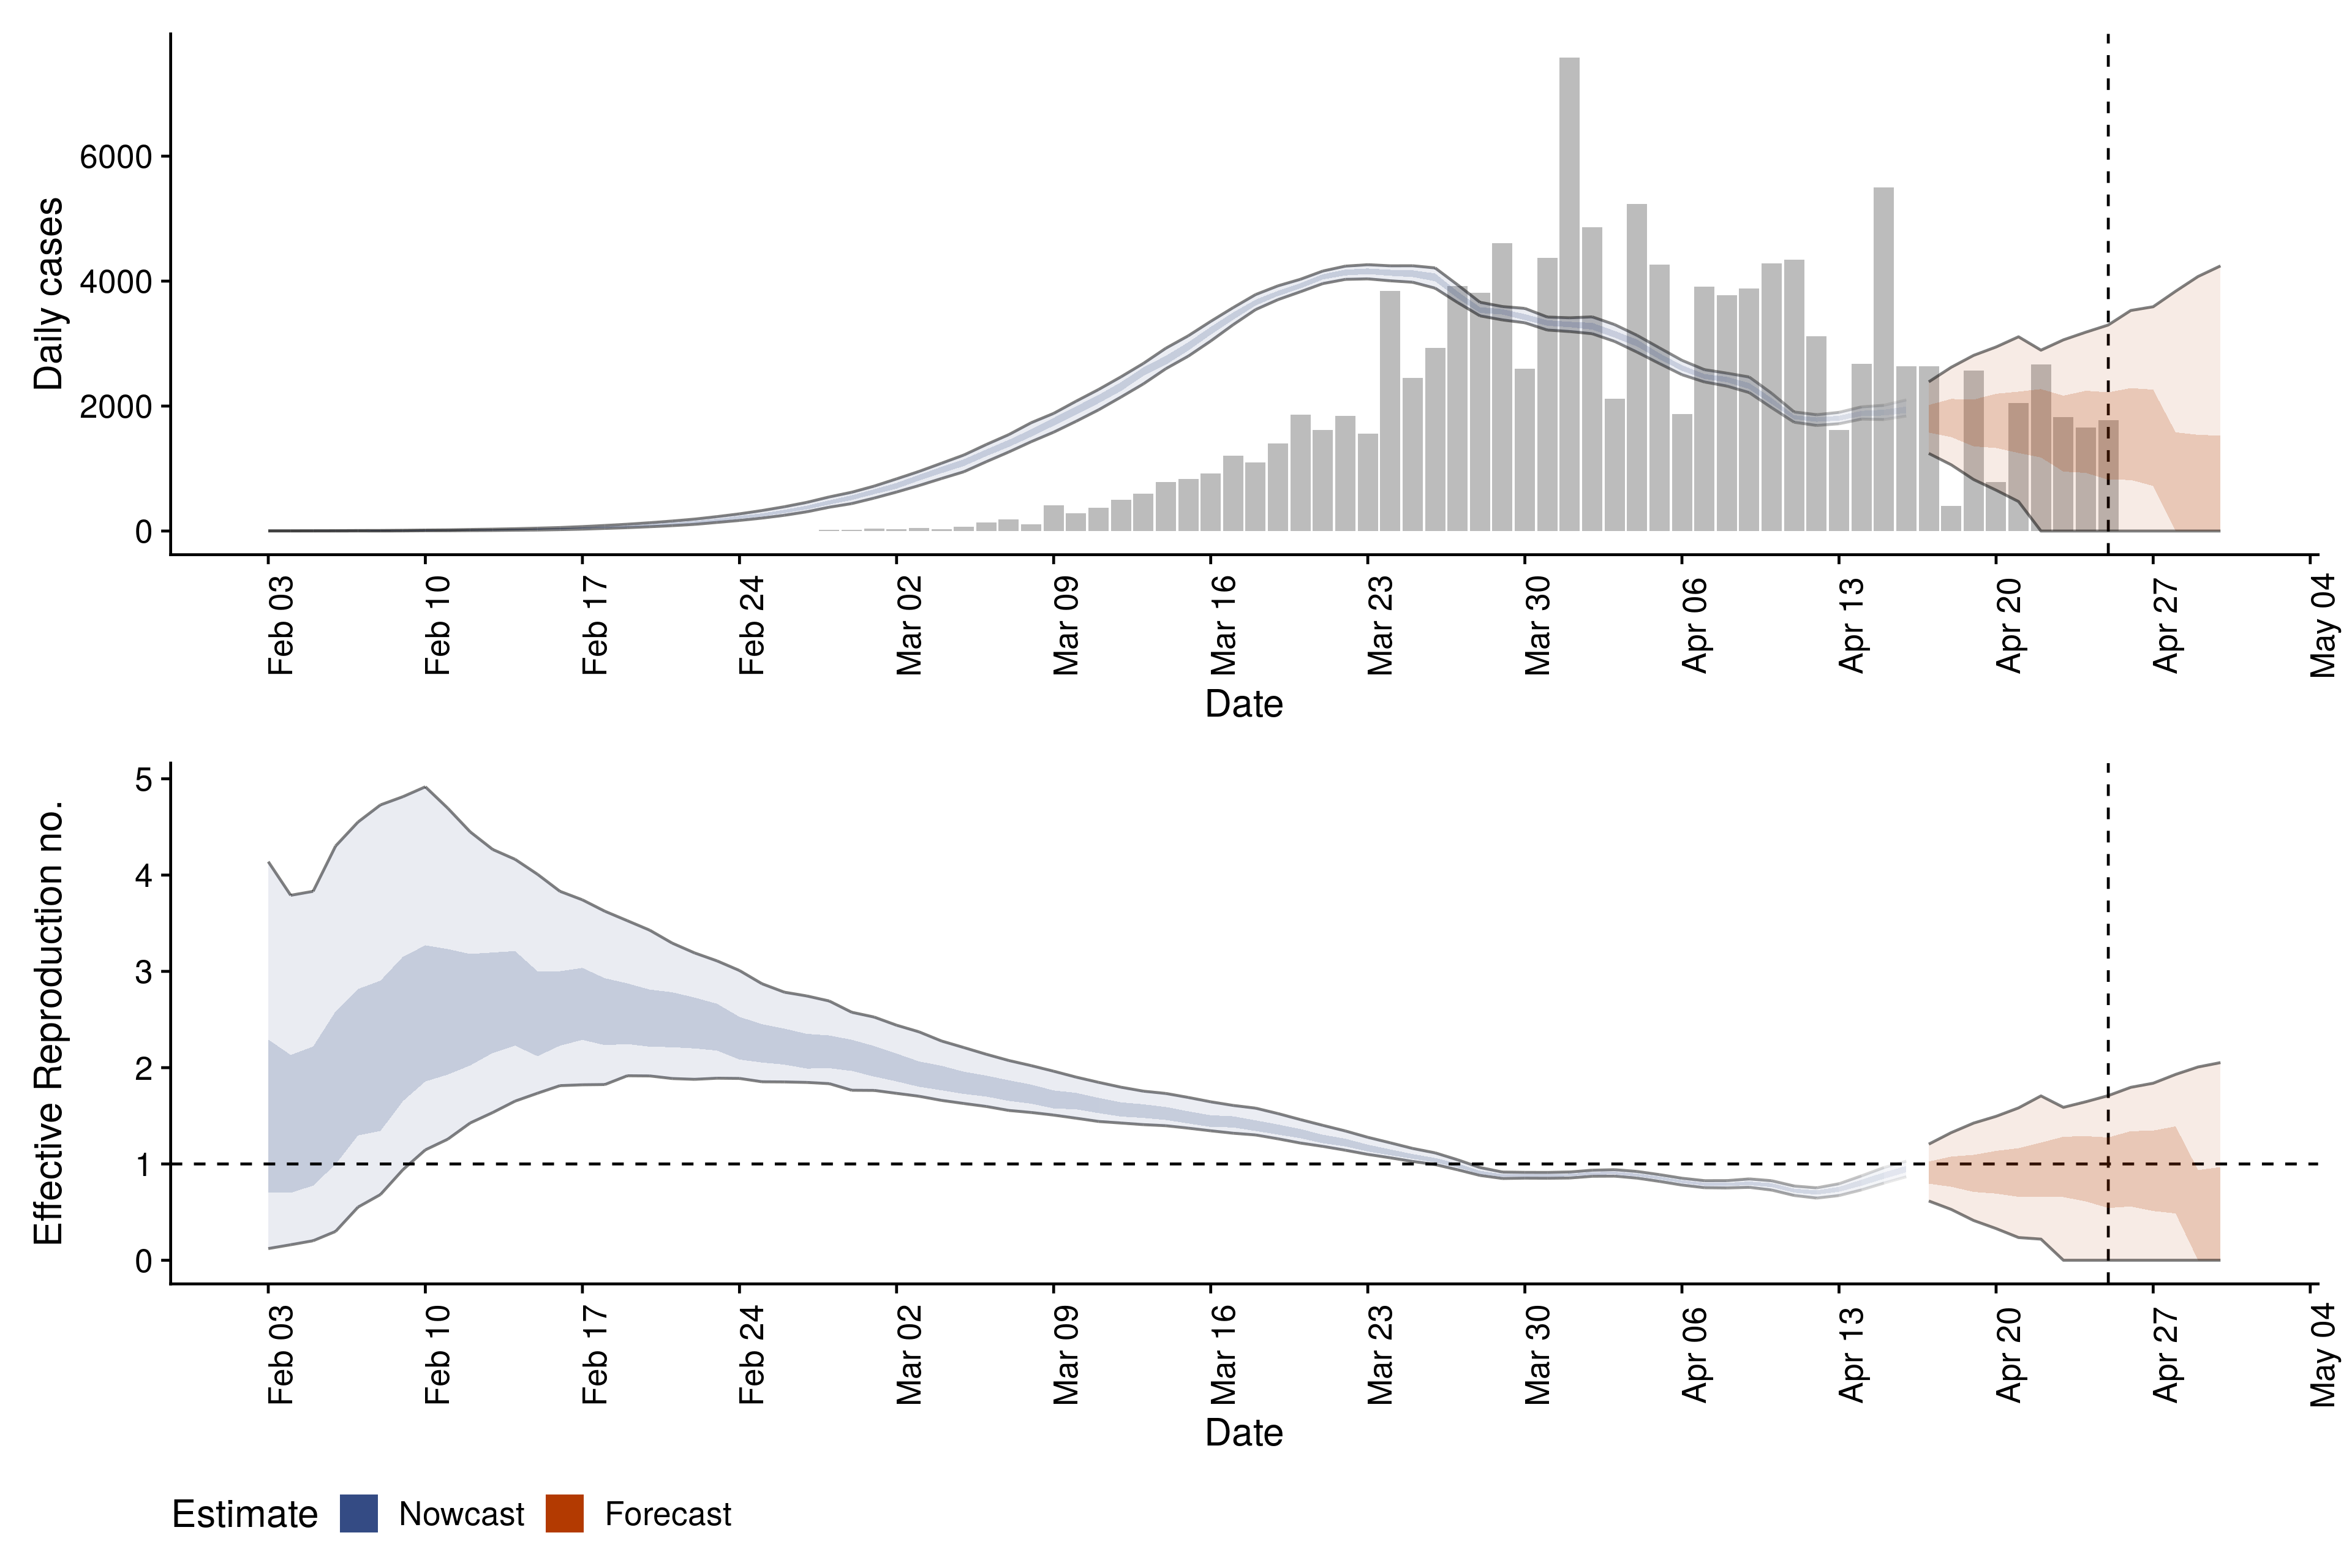 Daily cases
6000
4000
2000
0
Feb 03
Feb 10
Feb 17
Feb 24
Mar 02
Mar 09
Mar 16
Mar 23
Mar 30
Apr 06
Apr 13
Apr 20
Apr 27
May 04
Date
Effective Reproduction no.
5
4
3
2
1
0
Feb 03
Feb 10
Feb 17
Feb 24
Mar 02
Mar 09
Mar 16
Mar 23
Mar 30
Apr 06
Apr 13
Apr 20
Apr 27
May 04
Date
Estimate Nowcast Forecast